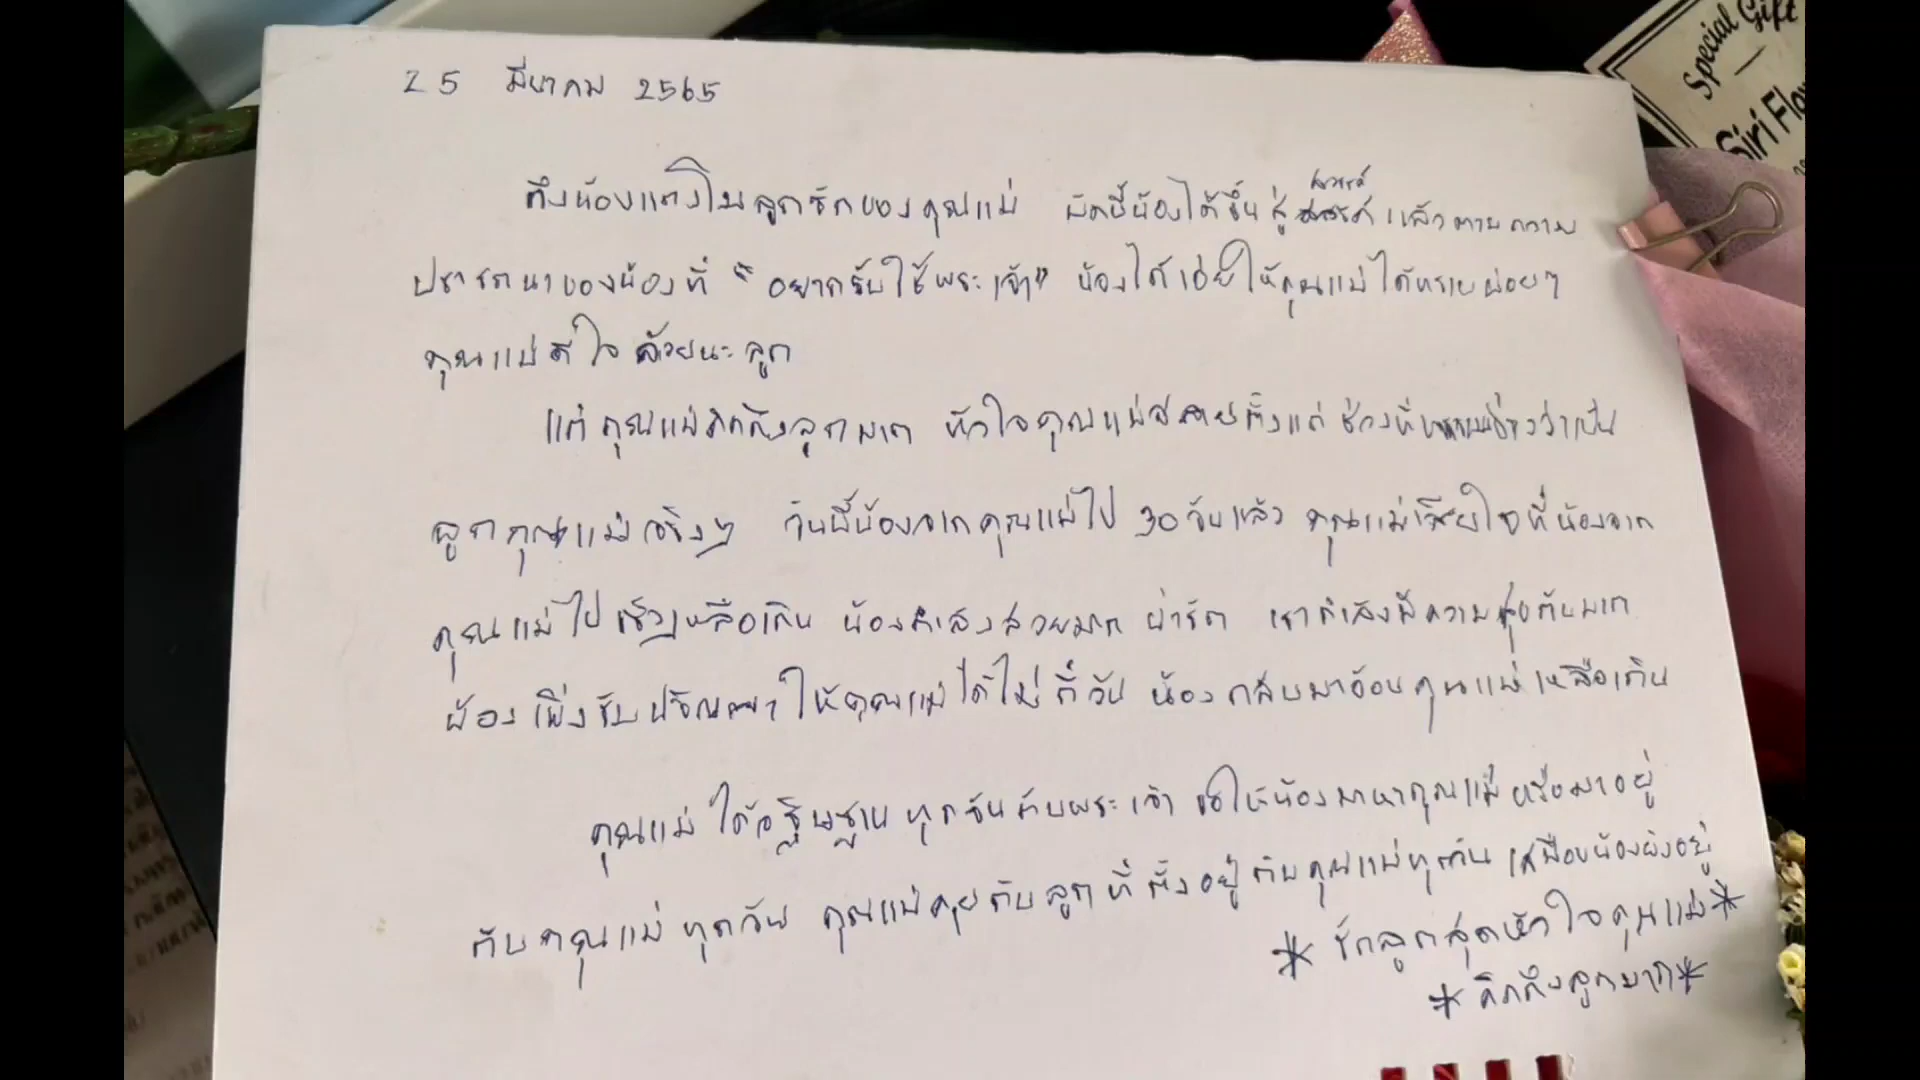 25 มีนาคม 2565
ถึงน้องแตงโมลูกรักของคุณแม่ บัดนี้น้องได้ขึ้นสู่สวรรค์แล้วตามความ
ปรารถนาของน้องที่ "อยากรับใช้พระเจ้า" น้องได้เอ่ยให้คุณแม่ได้ทราบบ่อยๆ
คุณแม่ดีใจด้วยนะลูก
แต่คุณแม่คิดถึงลูกมาก หัวใจคุณแม่สลายตั้งแต่ช่วงที่ ว่าเป็น
ลูกคุณแม่จริงๆ วันนี้น้องจากคุณแม่ไป 30 วันแล้ว คุณแม่เสียใจที่น้องจาก
คุณแม่ไปเร็วเหลือเกิน น้องกำลังสวยมาก น่ารัก เรากำลังมีความสุขกันมาก
น้องเพิ่งรับปริญญาให้คุณแม่ได้ไม่กี่วัน น้องกลับมาอ้อนคุณแม่เหลือเกิน
คุณแม่ได้อธิษฐานทุกวันกับพระเจ้า ขอให้น้องมาหาคุณแม่หรือมาอยู่
กับคุณแม่ทุกวัน คุณแม่คุยกับลูกที่ตั้งอยู่กับคุณแม่ทุกวัน เสมือนน้องยังอยู่
* รักลูกสุดหัวใจคุณแม่ *
* คิดถึงลูกมาก *
Special Gift
Siri